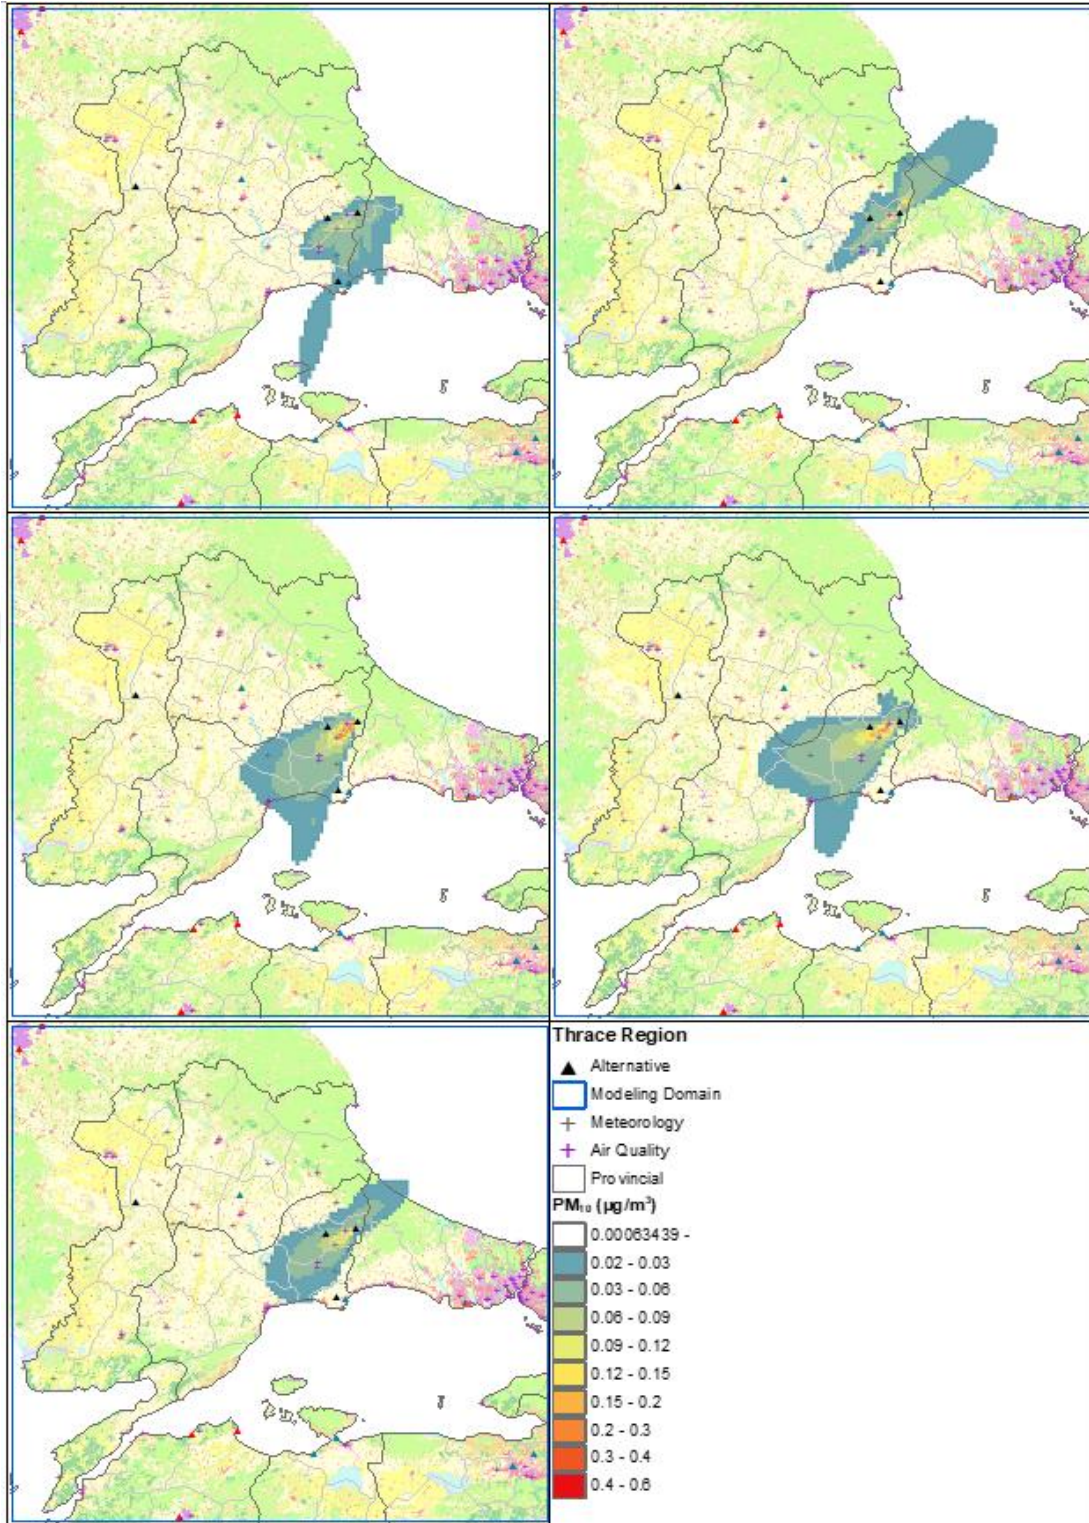 Thrace Region
Alternative
Modeling Domain
Meteorology
Air Quality
Provincial
PM₁₀ (µg/m³)
0.00063439 -
0.02 - 0.03
0.03 - 0.06
0.06 - 0.09
0.09 - 0.12
0.12 - 0.15
0.15 - 0.2
0.2 - 0.3
0.3 - 0.4
0.4 - 0.6